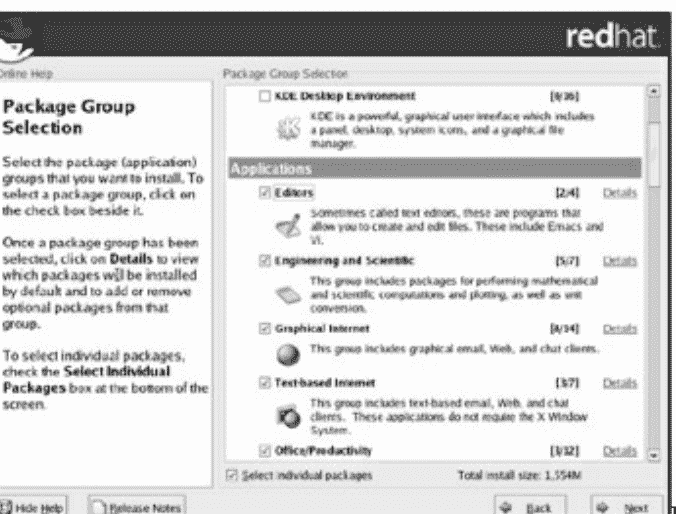 redhat.
Online Help
Package Group
Selection
Select the package (application)
groups that you want to install. To
select a package group, click on
the check box beside it.
Once a package group has been
selected, click on Details to view
which packages will be installed
by default and to add or remove
optional packages from that
group.
To select individual packages,
check the Select Individual
Packages box at the bottom of the
screen.
Hide Help
Release Notes
Package Group Selection
KDE Desktop Environment
KDE is a powerful, graphical user interface which includes
a panel, desktop, system icons, and a graphical file
manager.
Applications
Editors [2/4] Details
Sometimes called text editors, these are programs that
allow you to create and edit files. These include Emacs and
Vi.
Engineering and Scientific [5/7] Details
This group includes packages for performing mathematical
and scientific computations and plotting, as well as unit
conversion.
Graphical Internet Details
This group includes graphical email, Web, and chat clients.
Text-based Internet [3/7] Details
This group includes text-based email, Web, and chat
clients. These applications do not require the X Window
System.
Office/Productivity Details
Select individual packages Total install size: 1,554M
Back
Next